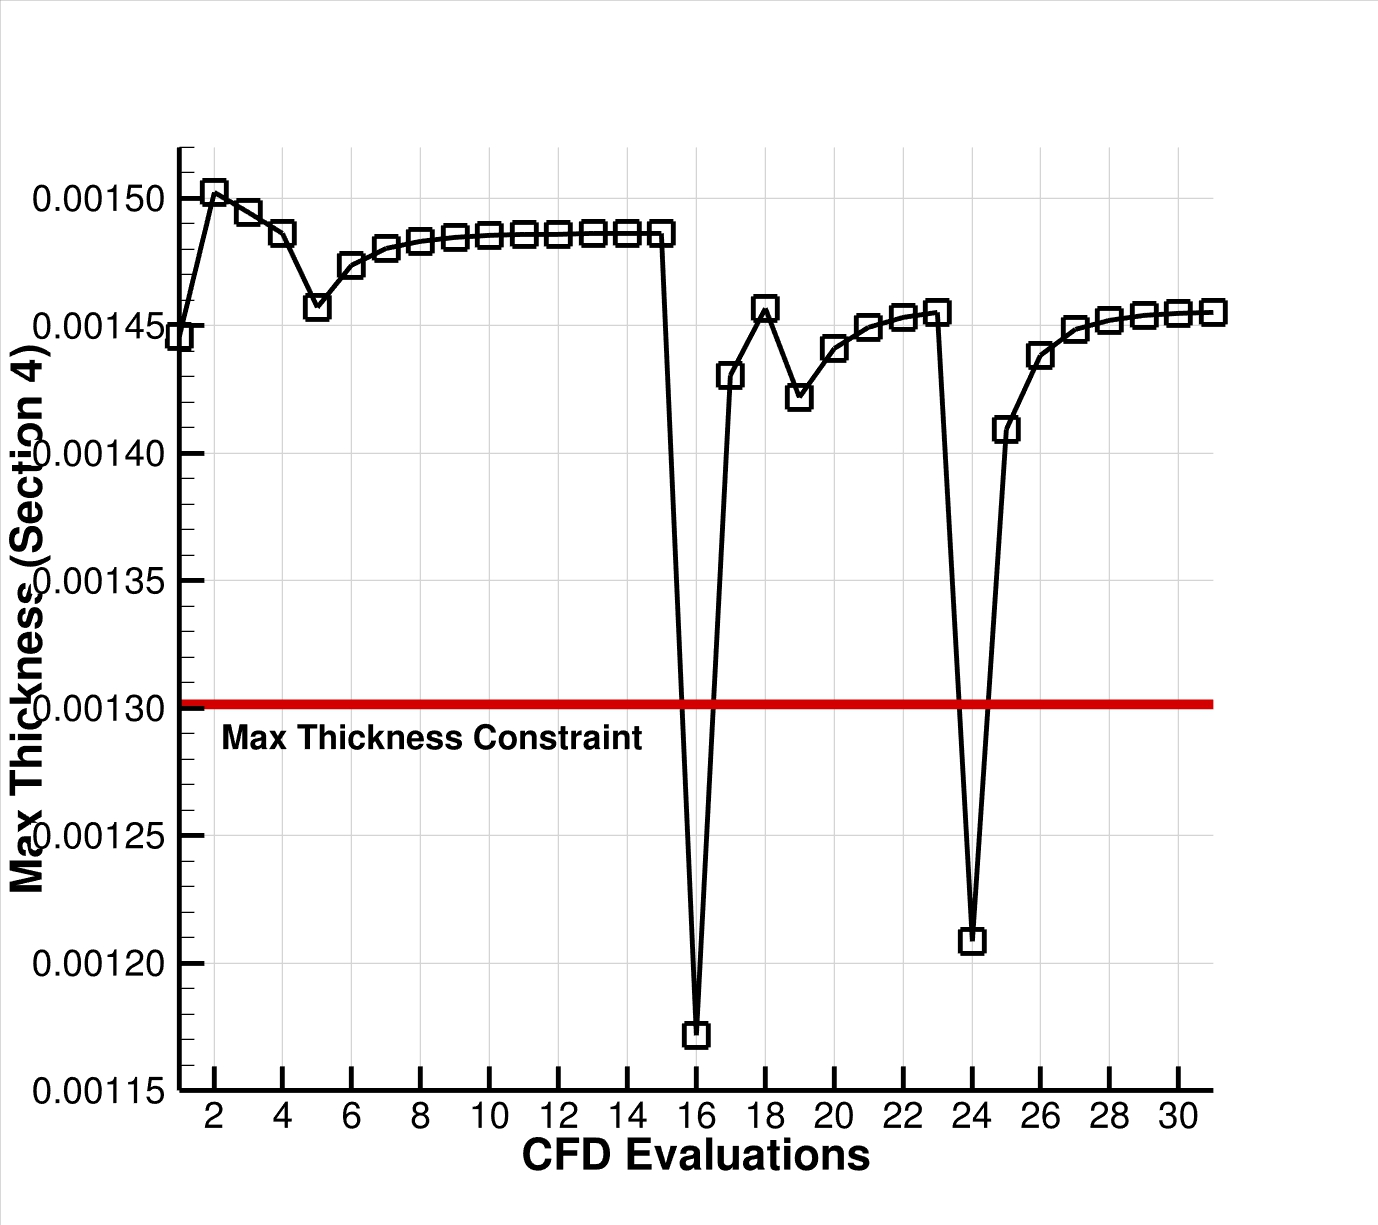 Max Thickness (Section 4)
0.00150
0.00145
0.00140
0.00135
0.00130
0.00125
0.00120
0.00115
Max Thickness Constraint
2 4 6 8 10 12 14 16 18 20 22 24 26 28 30
CFD Evaluations